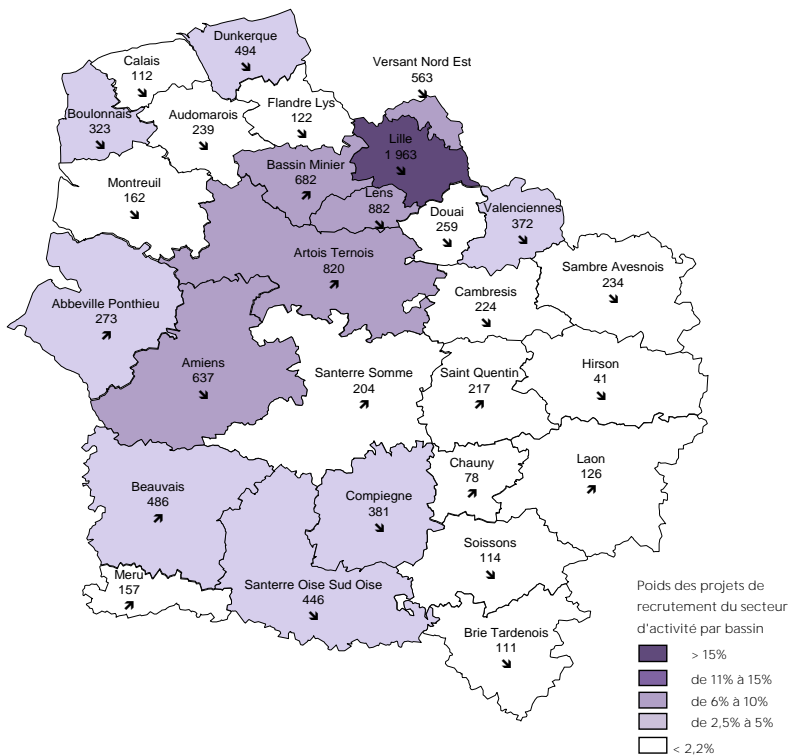 Dunkerque
494
↘
Calais
112
↘
Versant Nord Est
563
↘
Boulonnais
323
↘
Audomarois
239
↘
Flandre Lys
122
↘
Lille
1 963
↘
Bassin Minier
682
↗
Montreuil
162
↘
Lens
882
↘
Douai
259
↘
Valenciennes
372
↘
Artois Ternois
820
↗
Sambre Avesnois
234
↘
Abbeville Ponthieu
273
↗
Cambresis
224
↘
Amiens
637
↘
Santerre Somme
204
↗
Saint Quentin
217
↗
Hirson
41
↘
Beauvais
486
↗
Compiegne
381
↘
Chauny
78
↗
Laon
126
↗
Soissons
114
↘
Meru
157
↗
Santerre Oise Sud Oise
446
↘
Brie Tardenois
111
↘
Poids des projets de
recrutement du secteur
d'activité par bassin
> 15%
de 11% à 15%
de 6% à 10%
de 2,5% à 5%
< 2,2%